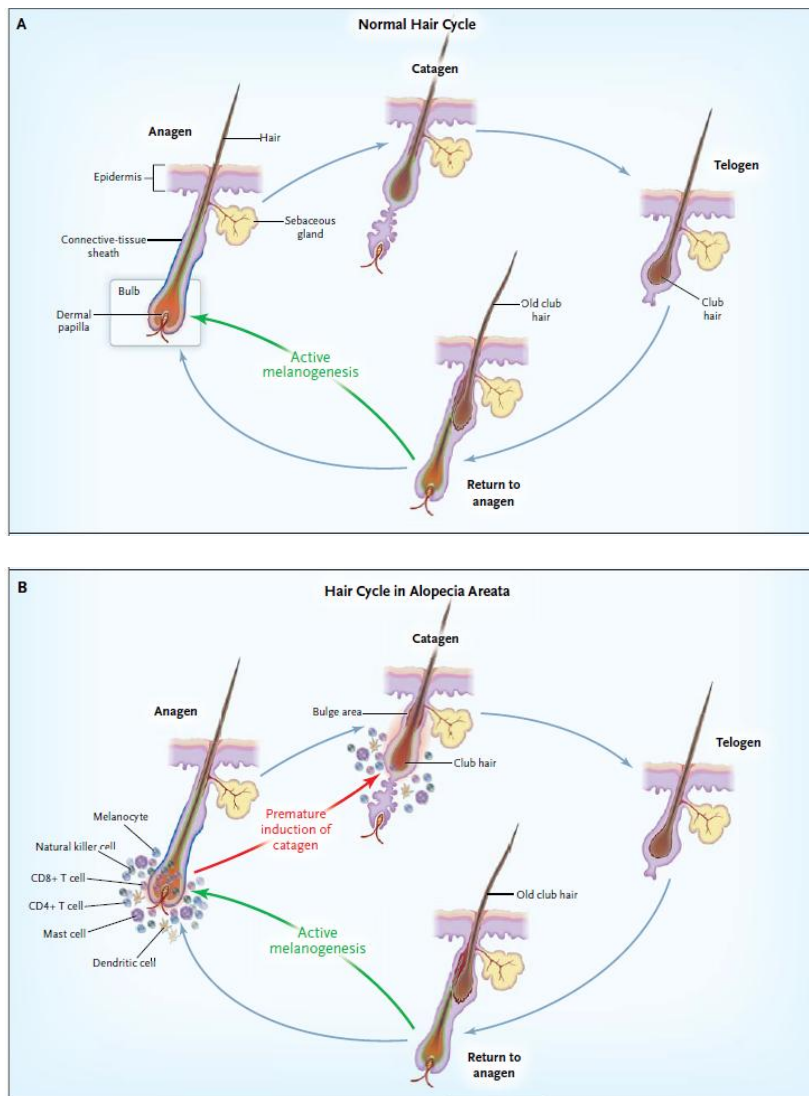 A
Normal Hair Cycle
Catagen
Anagen
Hair
Telogen
Epidermis
Sebaceous
gland
Connective-tissue
sheath
Bulb
Dermal
papilla
Club
hair
Old club
hair
Active
melanogenesis
Return to
anagen
B
Hair Cycle in Alopecia Areata
Catagen
Anagen
Bulge area
Telogen
Club hair
Melanocyte
Premature
induction of
catagen
Natural killer cell
CD8+ T cell
CD4+ T cell
Mast cell
Dendritic cell
Old club hair
Active
melanogenesis
Return to
anagen